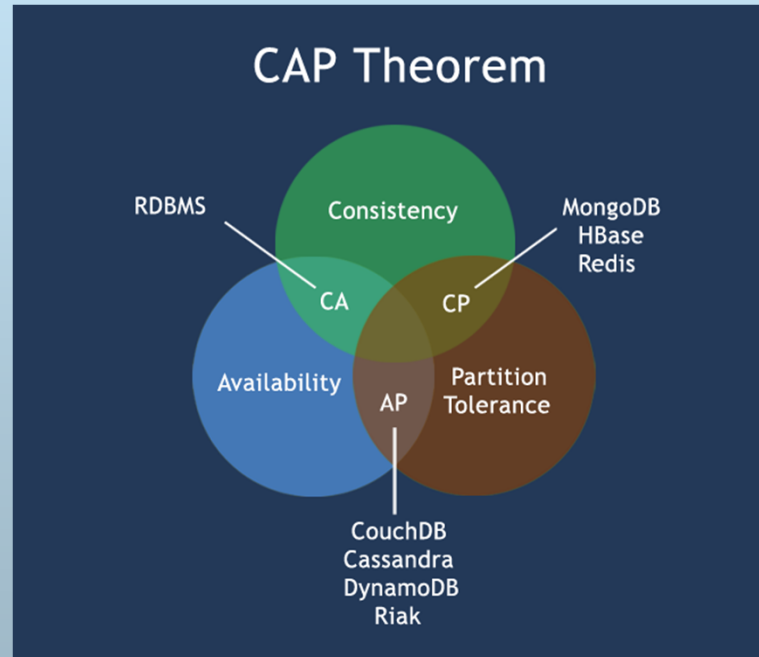 CAP Theorem
RDBMS
Consistency
MongoDB
HBase
Redis
CA
CP
Availability
Partition
Tolerance
AP
CouchDB
Cassandra
DynamoDB
Riak